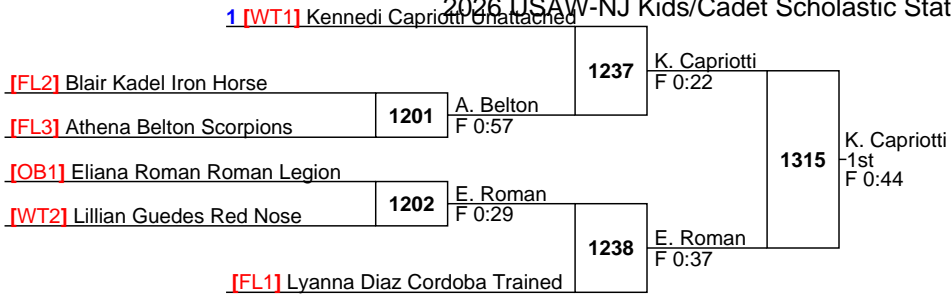 2026 USAW-NJ Kids/Cadet Scholastic Stat
1 [WT1] Kennedi Capriotti Unattached
1237
K. Capriotti
F 0:22
[FL2] Blair Kadel Iron Horse
1201
A. Belton
F 0:57
[FL3] Athena Belton Scorpions
1315
K. Capriotti
1st
F 0:44
[OB1] Eliana Roman Roman Legion
1202
E. Roman
F 0:29
[WT2] Lillian Guedes Red Nose
1238
E. Roman
F 0:37
[FL1] Lyanna Diaz Cordoba Trained